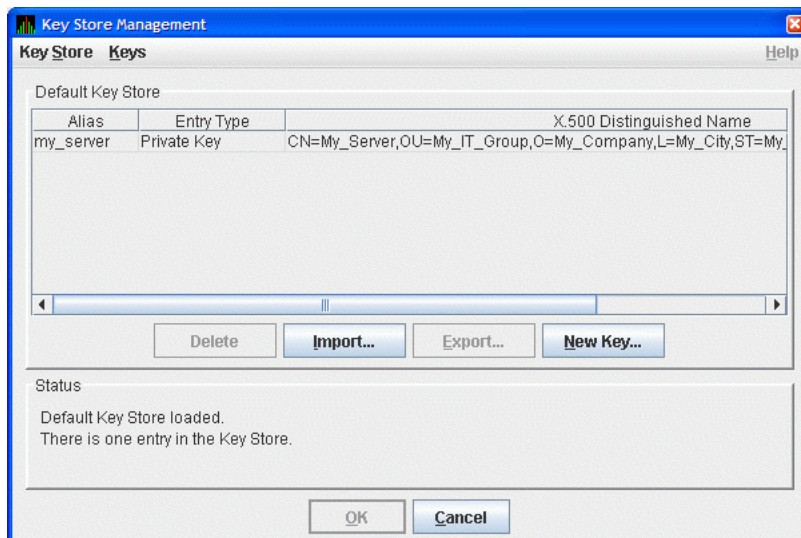 Key Store Management
Key Store Keys Help
Default Key Store
Alias Entry Type X.500 Distinguished Name
my_server Private Key CN=My_Server,OU=My_IT_Group,O=My_Company,L=My_City,ST=My_
Delete Import... Export... New Key...
Status
Default Key Store loaded.
There is one entry in the Key Store.
OK Cancel